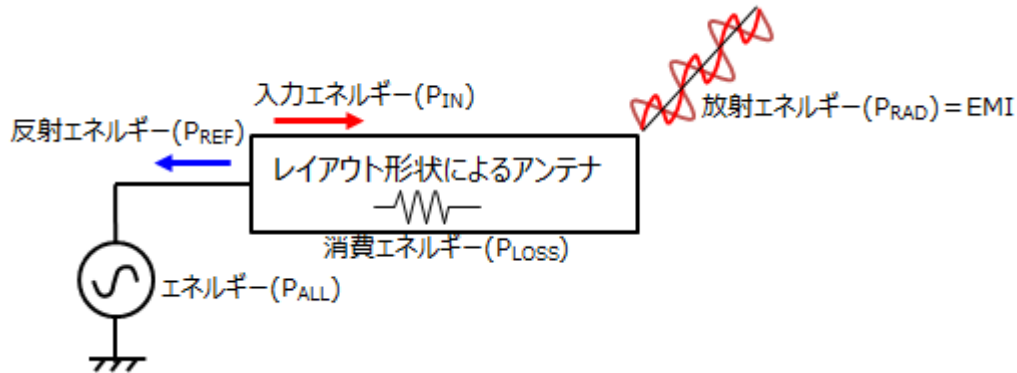 入力エネルギー(PIN)
反射エネルギー(PREF)
放射エネルギー(PRAD)＝EMI
レイアウト形状によるアンテナ
消費エネルギー(PLOSS)
エネルギー(PALL)